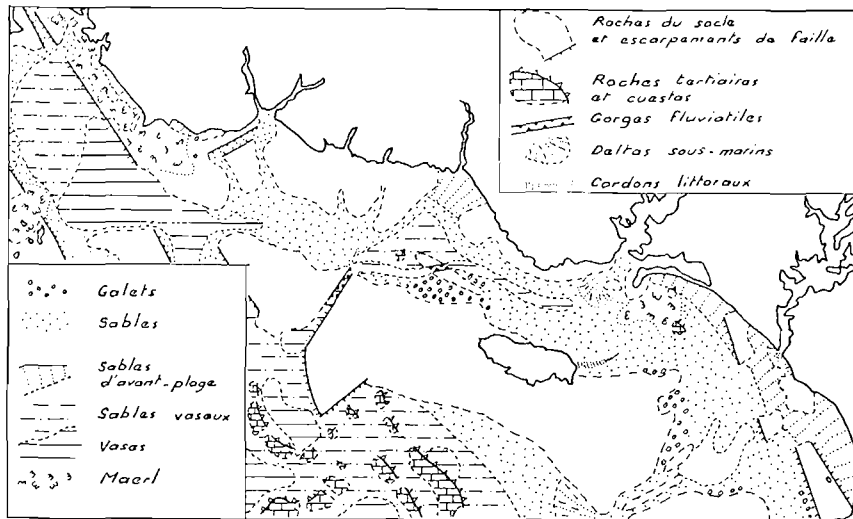 Roches du socle
et escarpements de faille
Roches tertiaires
et cuestas
Gorges fluviatiles
Deltas sous-marins
Cordons littoraux
Galets
Sables
Sables
d'avant-plage
Sables vaseux
Vases
Maerl